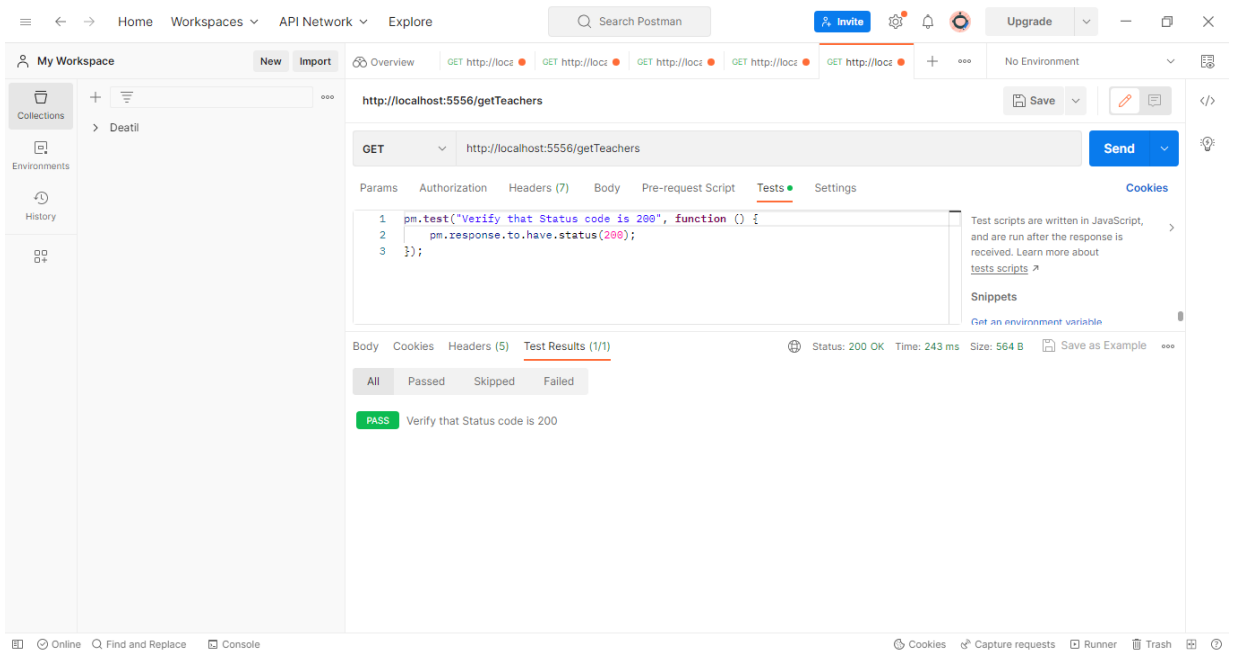 Home Workspaces API Network Explore Search Postman Invite Upgrade
My Workspace New Import Overview GET http://loca GET http://loca GET http://loca GET http://loca GET http://loca No Environment
Collections
Environments
History
Deatil
http://localhost:5556/getTeachers Save
GET http://localhost:5556/getTeachers Send
Params Authorization Headers (7) Body Pre-request Script Tests Settings Cookies
1 pm.test("Verify that Status code is 200", function () {
2 pm.response.to.have.status(200);
3 });
Test scripts are written in JavaScript,
and are run after the response is
received. Learn more about
tests scripts
Snippets
Get an environment variable
Body Cookies Headers (5) Test Results (1/1) Status: 200 OK Time: 243 ms Size: 564 B Save as Example
All Passed Skipped Failed
PASS Verify that Status code is 200
Online Find and Replace Console Cookies Capture requests Runner Trash